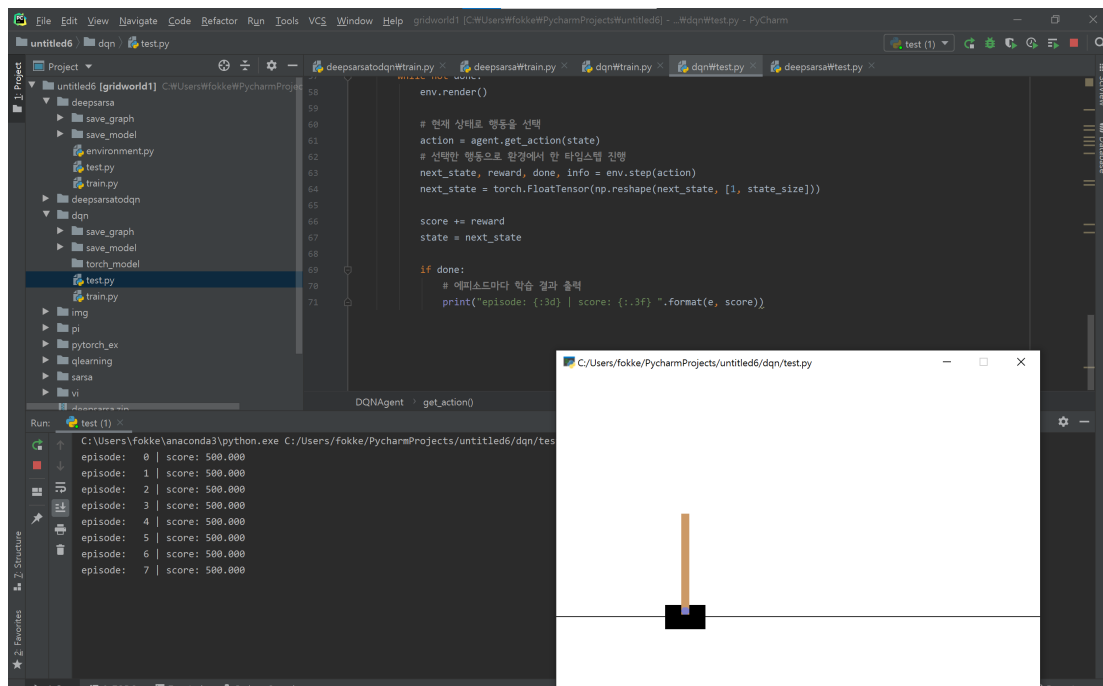 File Edit View Navigate Code Refactor Run Tools VCS Window Help gridworld1 [C:₩Users₩fokke₩PycharmProjects₩untitled6] - ...₩dqn₩test.py - PyCharm
untitled6 dqn test.py
test (1)
1: Project
Project
deepsarsatodqn₩train.py
deepsarsa₩train.py
dqn₩train.py
dqn₩test.py
deepsarsa₩test.py
untitled6 [gridworld1] C:₩Users₩fokke₩PycharmProjec
deepsarsa
save_graph
save_model
environment.py
test.py
train.py
deepsarsatodqn
dqn
save_graph
save_model
torch_model
test.py
train.py
img
pi
pytorch_ex
qlearning
sarsa
vi
deepsarsa.zip
57 while not done:
58 env.render()
59
60 # 현재 상태로 행동을 선택
61 action = agent.get_action(state)
62 # 선택한 행동으로 환경에서 한 타임스텝 진행
63 next_state, reward, done, info = env.step(action)
64 next_state = torch.FloatTensor(np.reshape(next_state, [1, state_size]))
65
66 score += reward
67 state = next_state
68
69 if done:
70 # 에피소드마다 학습 결과 출력
71 print("episode: {:3d} | score: {:.3f} ".format(e, score))
DQNAgent get_action()
SciView
Database
C:/Users/fokke/PycharmProjects/untitled6/dqn/test.py
Run: test (1)
C:\Users\fokke\anaconda3\python.exe C:/Users/fokke/PycharmProjects/untitled6/dqn/tes
episode: 0 | score: 500.000
episode: 1 | score: 500.000
episode: 2 | score: 500.000
episode: 3 | score: 500.000
episode: 4 | score: 500.000
episode: 5 | score: 500.000
episode: 6 | score: 500.000
episode: 7 | score: 500.000
7: Structure
2: Favorites